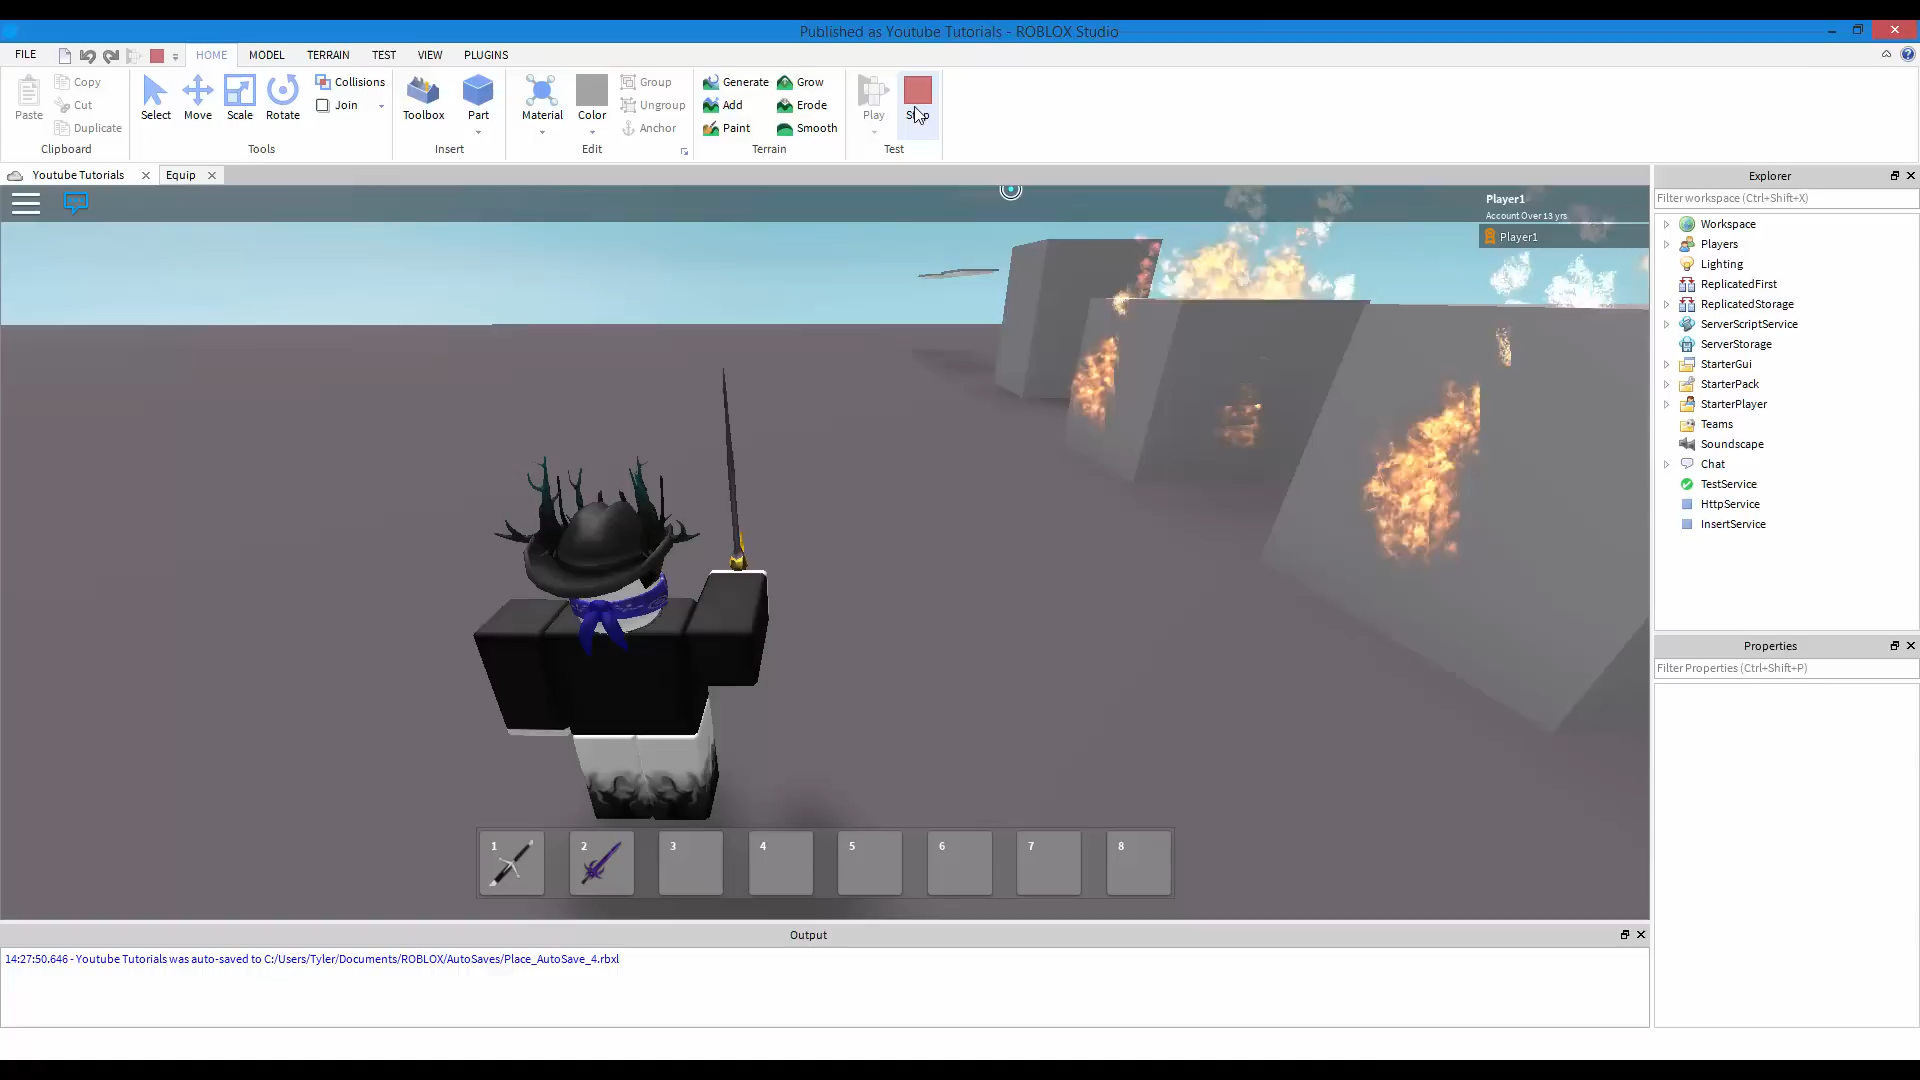 Published as Youtube Tutorials - ROBLOX Studio
FILE
HOME
MODEL
TERRAIN
TEST
VIEW
PLUGINS
Paste
Copy
Cut
Duplicate
Clipboard
Select
Move
Scale
Rotate
Collisions
Join
Tools
Toolbox
Part
Insert
Material
Color
Group
Ungroup
Anchor
Edit
Generate
Add
Paint
Grow
Erode
Smooth
Terrain
Play
Stop
Test
Youtube Tutorials
Equip
Player1
Account Over 13 yrs
Player1
1
2
3
4
5
6
7
8
Explorer
Filter workspace (Ctrl+Shift+X)
Workspace
Players
Lighting
ReplicatedFirst
ReplicatedStorage
ServerScriptService
ServerStorage
StarterGui
StarterPack
StarterPlayer
Teams
Soundscape
Chat
TestService
HttpService
InsertService
Properties
Filter Properties (Ctrl+Shift+P)
Output
14:27:50.646 - Youtube Tutorials was auto-saved to C:/Users/Tyler/Documents/ROBLOX/AutoSaves/Place_AutoSave_4.rbxl